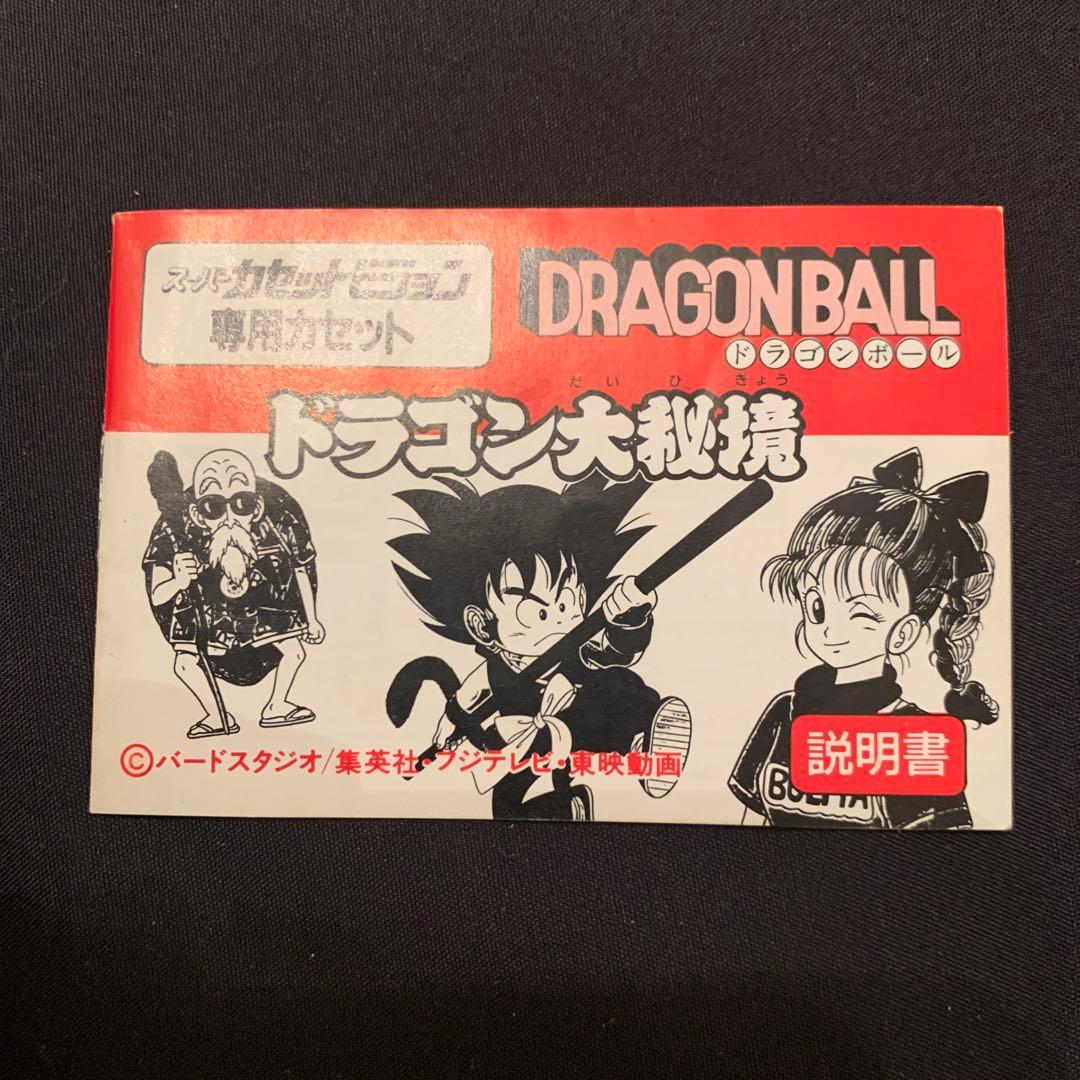 スーパーカセットビジョン
専用カセット
DRAGONBALL
ドラゴンボール
だいひきょう
ドラゴン大秘境
©バードスタジオ/集英社・フジテレビ・東映動画
説明書
BULMA